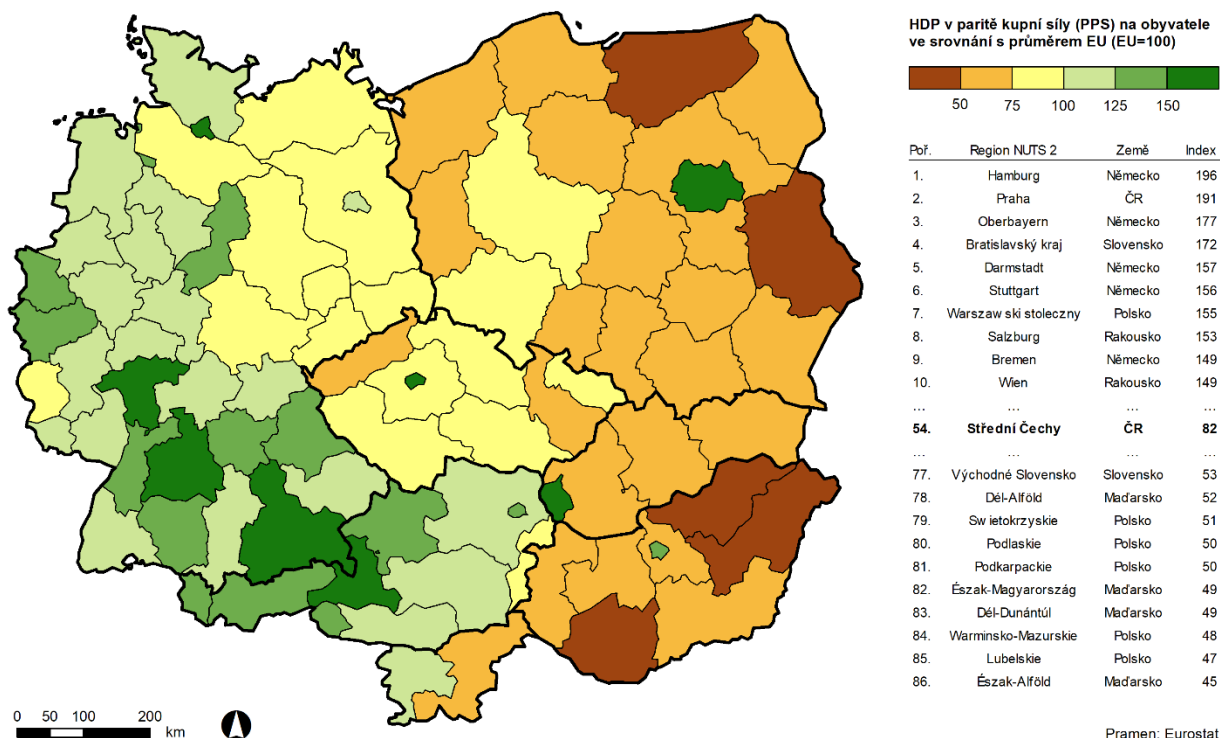 HDP v paritě kupní síly (PPS) na obyvatele
ve srovnání s průměrem EU (EU=100)
50 75 100 125 150
Poř. Region NUTS 2 Země Index
1. Hamburg Německo 196
2. Praha ČR 191
3. Oberbayern Německo 177
4. Bratislavský kraj Slovensko 172
5. Darmstadt Německo 157
6. Stuttgart Německo 156
7. Warszawski stoleczny Polsko 155
8. Salzburg Rakousko 153
9. Bremen Německo 149
10. Wien Rakousko 149
... ... ... ...
54. Střední Čechy ČR 82
... ... ... ...
77. Východné Slovensko Slovensko 53
78. Dél-Alföld Maďarsko 52
79. Swietokrzyskie Polsko 51
80. Podlaskie Polsko 50
81. Podkarpackie Polsko 50
82. Észak-Magyarország Maďarsko 49
83. Dél-Dunántúl Maďarsko 49
84. Warminsko-Mazurskie Polsko 48
85. Lubelskie Polsko 47
86. Észak-Alföld Maďarsko 45
0 50 100 200
km
Pramen: Eurostat